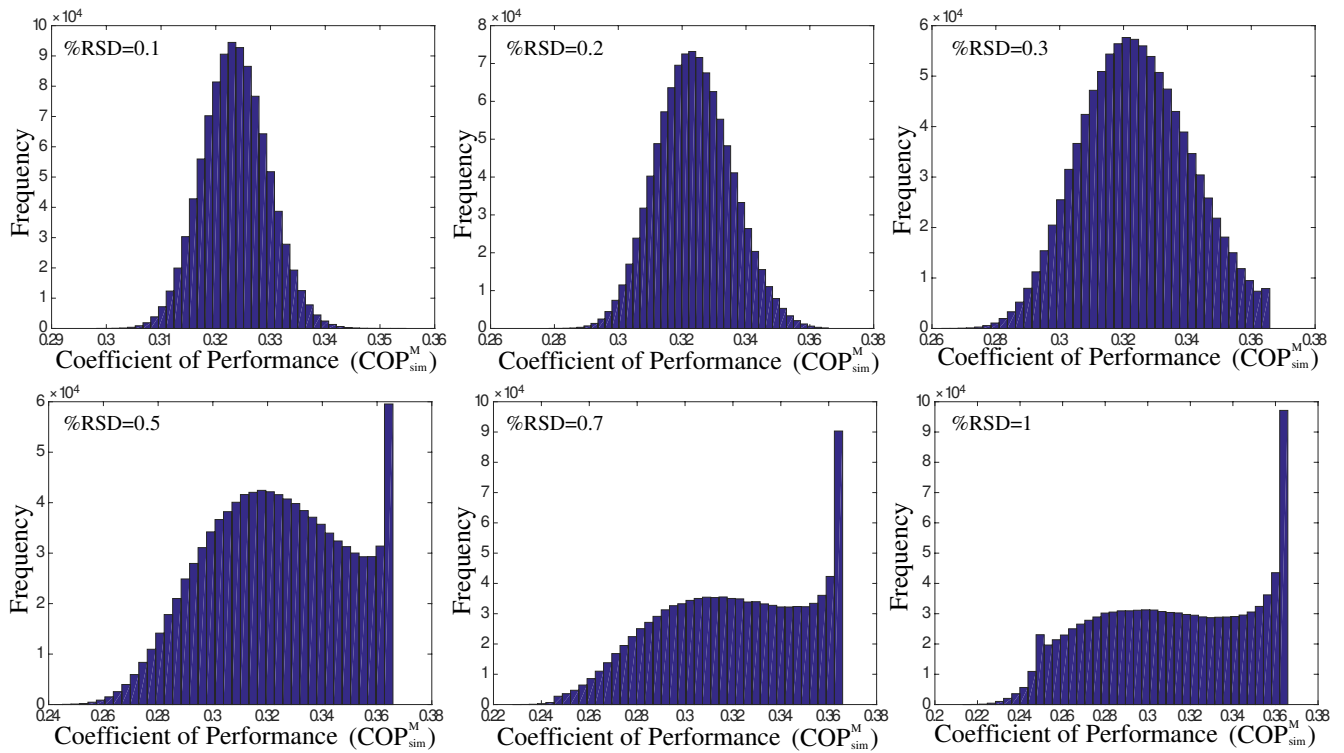 ×10⁴
%RSD=0.1
Frequency
10
9
8
7
6
5
4
3
2
1
0
0.29 0.3 0.31 0.32 0.33 0.34 0.35 0.36
Coefficient of Performance (COP^M_sim)
×10⁴
%RSD=0.2
Frequency
8
7
6
5
4
3
2
1
0
0.26 0.28 0.3 0.32 0.34 0.36 0.38
Coefficient of Performance (COP^M_sim)
×10⁴
%RSD=0.3
Frequency
6
5
4
3
2
1
0
0.26 0.28 0.3 0.32 0.34 0.36 0.38
Coefficient of Performance (COP^M_sim)
×10⁴
%RSD=0.5
Frequency
6
5
4
3
2
1
0
0.24 0.26 0.28 0.3 0.32 0.34 0.36 0.38
Coefficient of Performance (COP^M_sim)
×10⁴
%RSD=0.7
Frequency
10
9
8
7
6
5
4
3
2
1
0
0.22 0.24 0.26 0.28 0.3 0.32 0.34 0.36 0.38
Coefficient of Performance (COP^M_sim)
×10⁴
%RSD=1
Frequency
10
9
8
7
6
5
4
3
2
1
0
0.2 0.22 0.24 0.26 0.28 0.3 0.32 0.34 0.36 0.38
Coefficient of Performance (COP^M_sim)